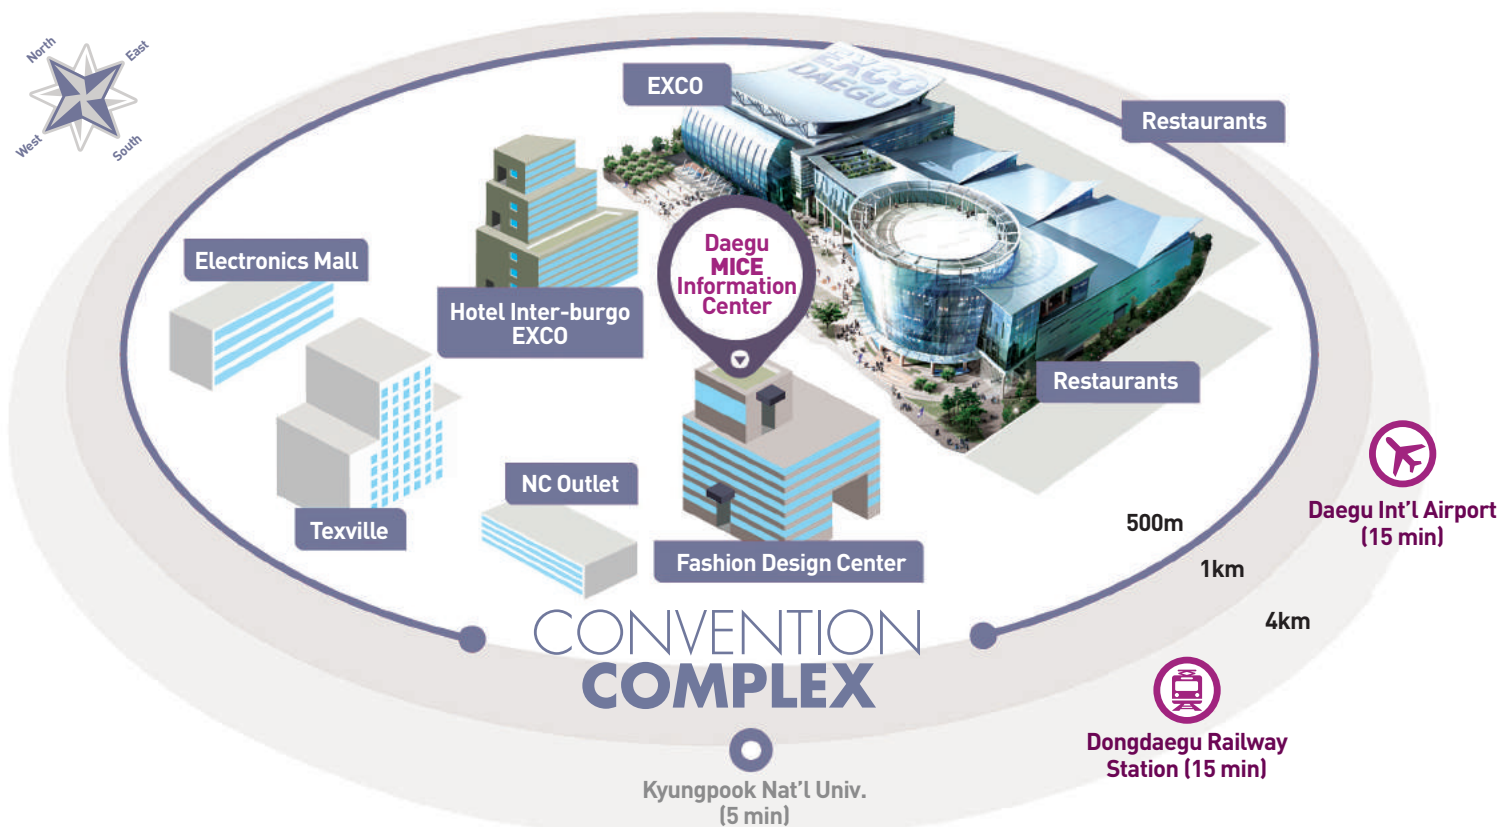 North
East
West
South
EXCO
EXCO
DAEGU
Restaurants
Electronics Mall
Daegu
MICE
Information
Center
Hotel Inter-burgo
EXCO
Restaurants
NC Outlet
Texville
Fashion Design Center
500m
1km
4km
Daegu Int'l Airport
(15 min)
CONVENTION
COMPLEX
Dongdaegu Railway
Station (15 min)
Kyungpook Nat'l Univ.
(5 min)